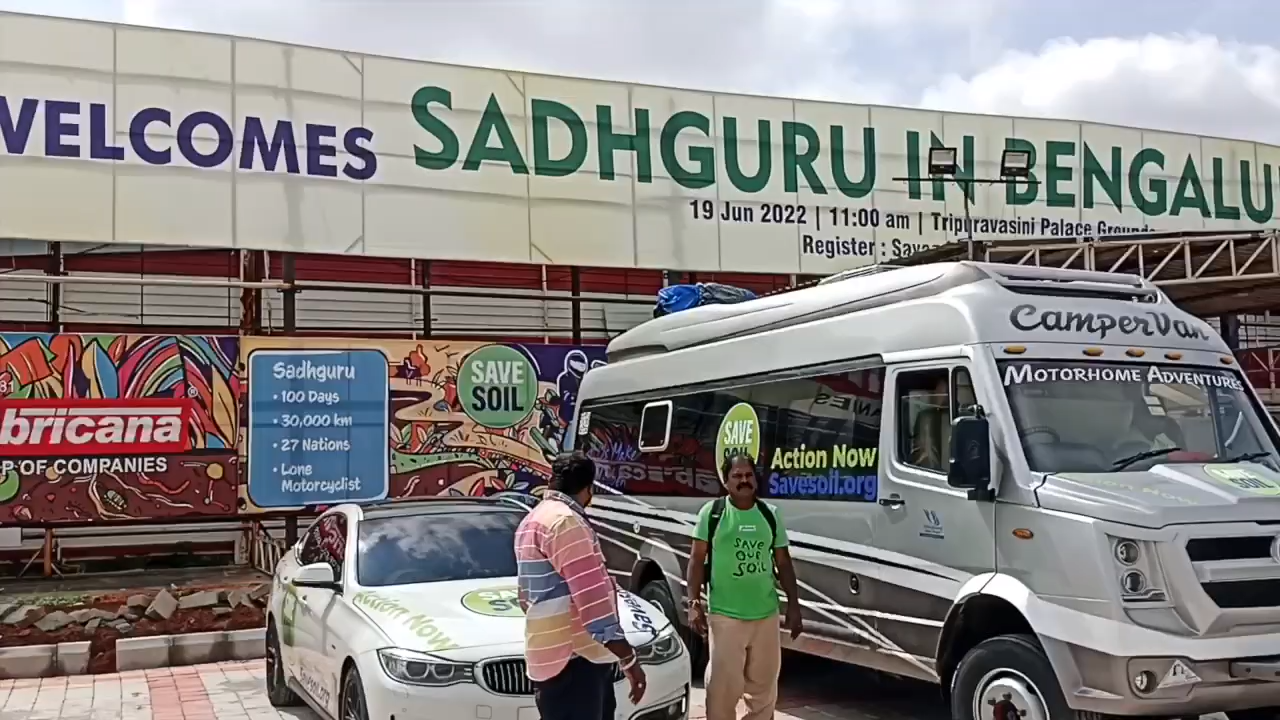 WELCOMES SADHGURU IN BENGALU
19 Jun 2022 | 11:00 am | Tripuravasini Palace Grounds
Register :
bricana
P OF COMPANIES
Sadhguru
• 100 Days
• 30,000 km
• 27 Nations
• Lone
Motorcyclist
SAVE
SOIL
SAVE
SOIL
Action Now
Savesoil.org
CamperVan
MOTORHOME ADVENTURES
SAVE
OUR
SOIL
Action Now
Savesoil.org